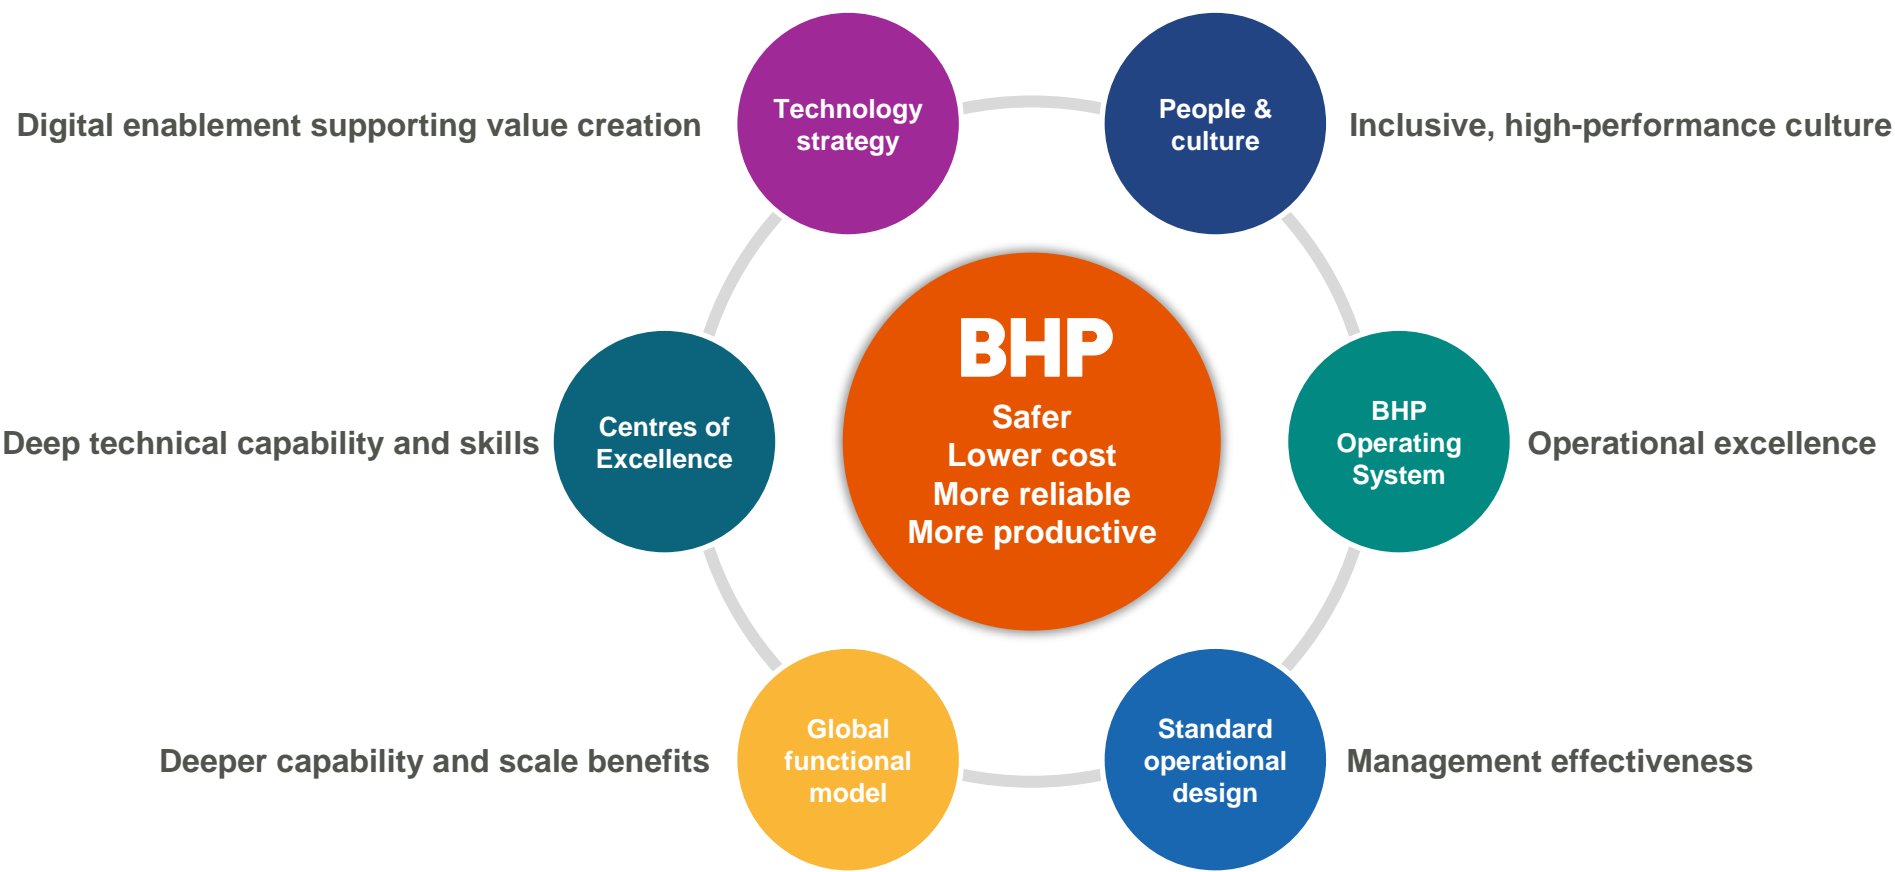 Digital enablement supporting value creation
Technology
strategy
People &
culture
Inclusive, high-performance culture
Deep technical capability and skills
Centres of
Excellence
BHP
Safer
Lower cost
More reliable
More productive
BHP
Operating
System
Operational excellence
Deeper capability and scale benefits
Global
functional
model
Standard
operational
design
Management effectiveness